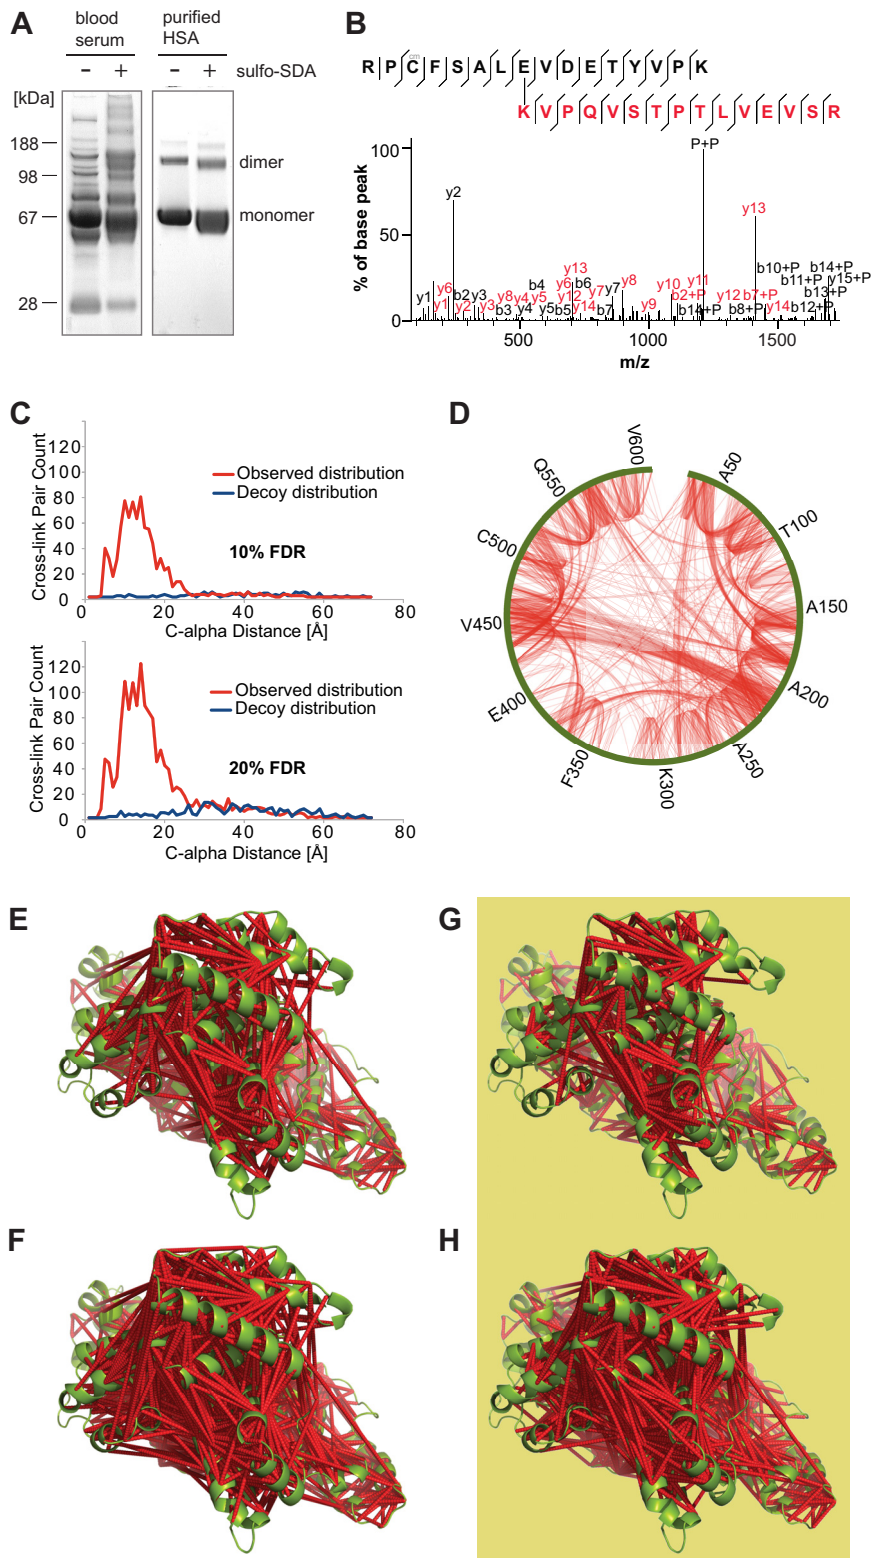 A
blood serum
purified HSA
- + - + sulfo-SDA
[kDa]
188
98
67
28
dimer
monomer
B
R P C F S A L E V D E T Y V P K
cm
K V P Q V S T P T L V E V S R
% of base peak
100
50
0
500
1000
1500
m/z
P+P
y2
y13
y13
y6
y1
y1
b2
y2
y3
y3
y8
b3
y4
y4
b4
y5
y5
y6
y12
b5
b6
y14
y7
y7
b7
y8
y9
y10
b2+P
y11
b14+P
y12
b7+P
b8+P
y14
b10+P
b11+P
b12+P
b13+P
b14+P
y15+P
C
Cross-link Pair Count
120
100
80
60
40
20
0
0 20 40 60 80
C-alpha Distance [Å]
Observed distribution
Decoy distribution
10% FDR
Cross-link Pair Count
120
100
80
60
40
20
0
0 20 40 60 80
C-alpha Distance [Å]
Observed distribution
Decoy distribution
20% FDR
D
A50
T100
A150
A200
A250
K300
F350
E400
V450
C500
Q550
V600
E
G
F
H